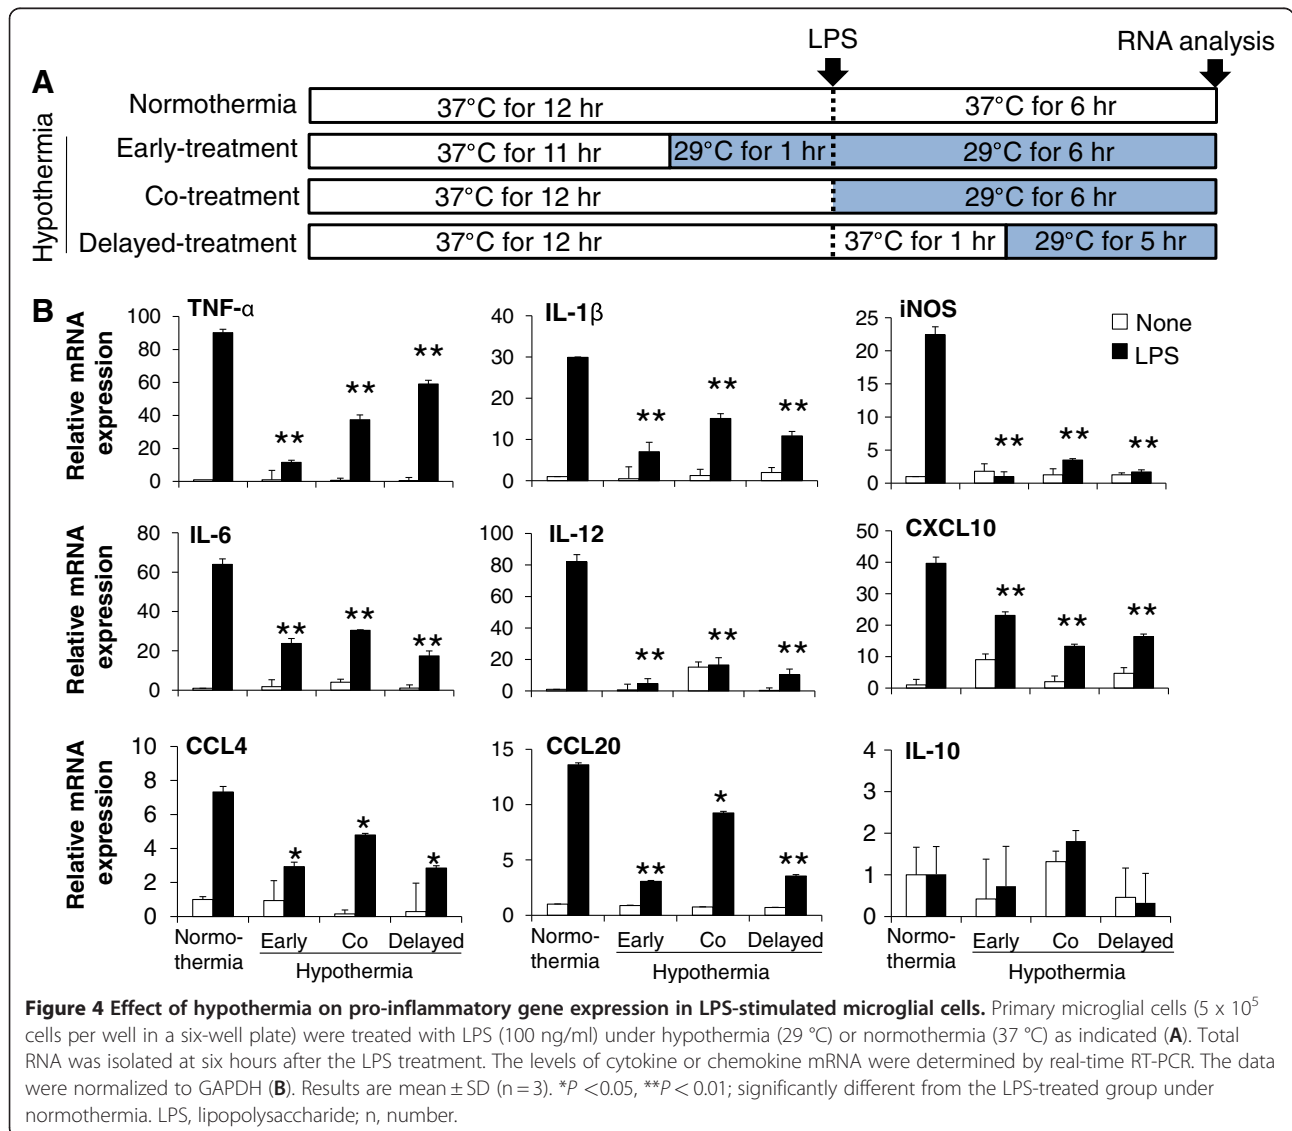 LPS
RNA analysis
A
Hypothermia
Normothermia
37°C for 12 hr
37°C for 6 hr
Early-treatment
37°C for 11 hr
29°C for 1 hr
29°C for 6 hr
Co-treatment
37°C for 12 hr
29°C for 6 hr
Delayed-treatment
37°C for 12 hr
37°C for 1 hr
29°C for 5 hr
B
Relative mRNA
expression
TNF-α
100
80
60
40
20
0
**
**
**
IL-1β
40
30
20
10
0
**
**
**
iNOS
25
20
15
10
5
0
**
**
**
None
LPS
Relative mRNA
expression
IL-6
80
60
40
20
0
**
**
**
IL-12
100
80
60
40
20
0
**
**
**
CXCL10
50
40
30
20
10
0
**
**
**
Relative mRNA
expression
CCL4
10
8
6
4
2
0
*
*
*
Normo-
thermia
Early
Co
Delayed
Hypothermia
CCL20
15
10
5
0
**
*
**
Normo-
thermia
Early
Co
Delayed
Hypothermia
IL-10
4
3
2
1
0
Normo-
thermia
Early
Co
Delayed
Hypothermia
Figure 4 Effect of hypothermia on pro-inflammatory gene expression in LPS-stimulated microglial cells. Primary microglial cells (5 x 10⁵
cells per well in a six-well plate) were treated with LPS (100 ng/ml) under hypothermia (29 °C) or normothermia (37 °C) as indicated (A). Total
RNA was isolated at six hours after the LPS treatment. The levels of cytokine or chemokine mRNA were determined by real-time RT-PCR. The data
were normalized to GAPDH (B). Results are mean ± SD (n = 3). *P <0.05, **P < 0.01; significantly different from the LPS-treated group under
normothermia. LPS, lipopolysaccharide; n, number.